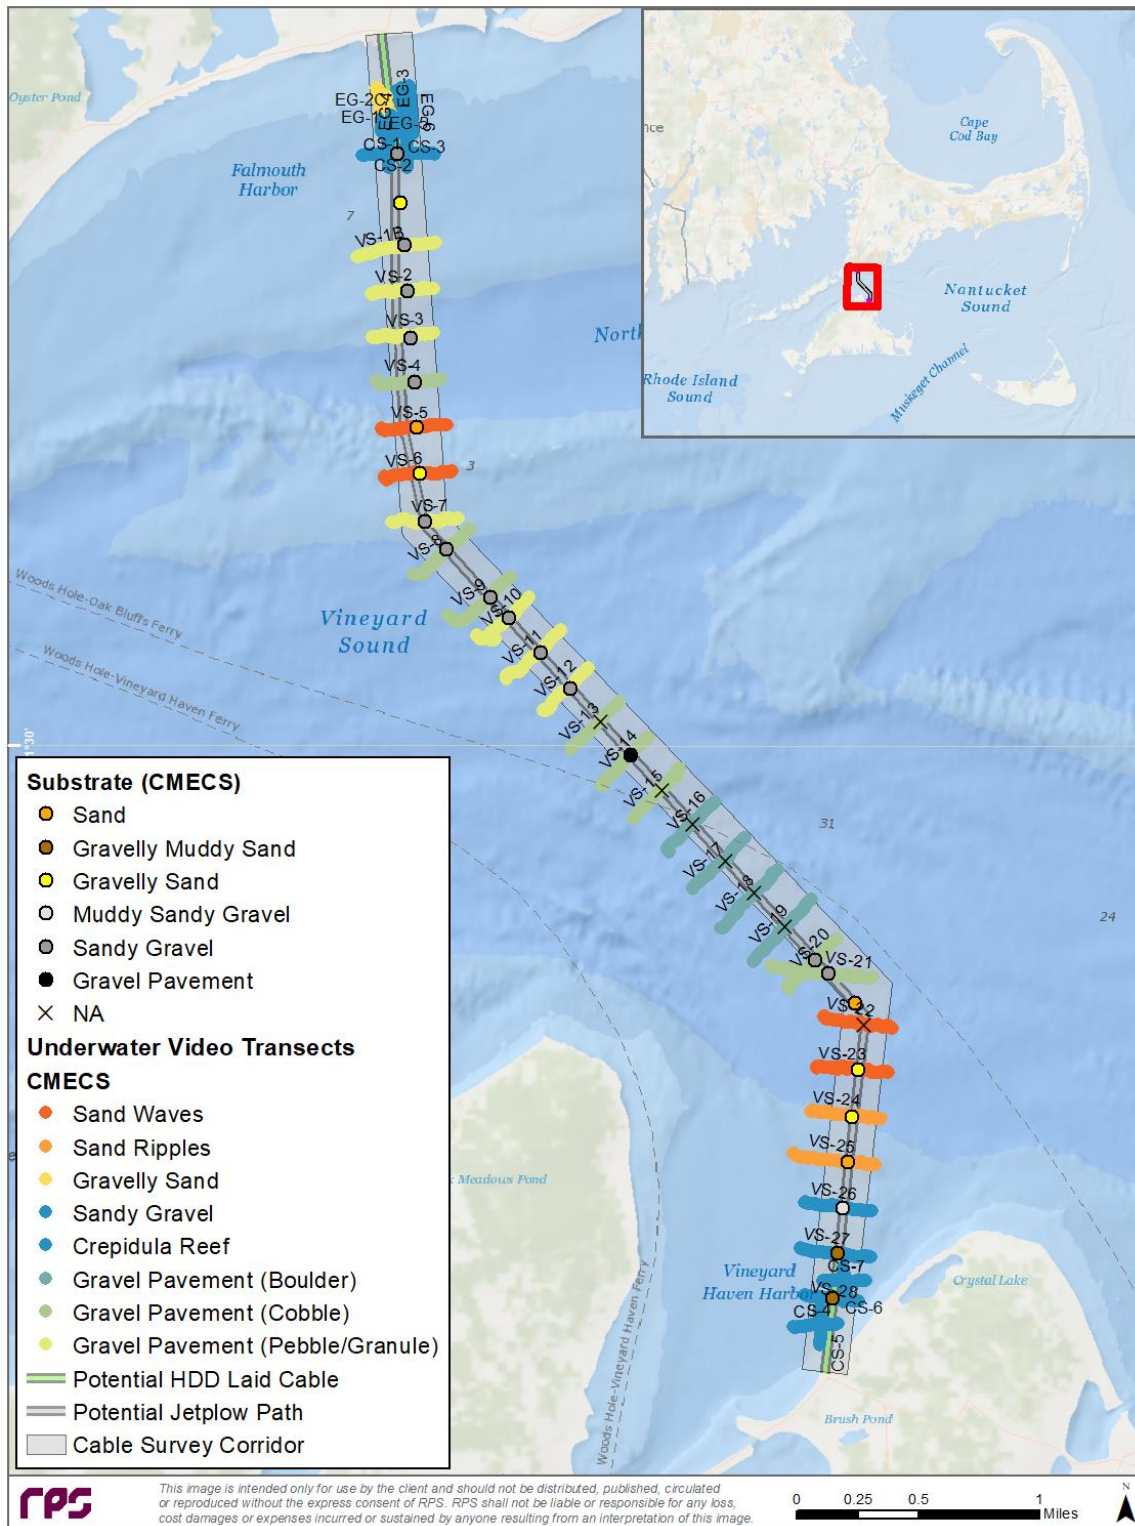 Oyster Pond
EG-3
EG-2
EG-4
EG-1
EG-5
EG-6
CS-1
CS-3
CS-2
Falmouth
Harbor
7
VS-1B
VS-2
VS-3
North
VS-4
VS-5
VS-6
3
VS-7
VS-8
VS-9
VS-10
VS-11
VS-12
VS-13
VS-14
VS-15
VS-16
VS-17
VS-18
VS-19
VS-20
VS-21
VS-22
VS-23
VS-24
VS-25
VS-26
VS-27
CS-7
VS-28
CS-4
CS-6
CS-5
Woods Hole-Oak Bluffs Ferry
Woods Hole-Vineyard Haven Ferry
Vineyard
Sound
1°30'
31
24
Meadows Pond
Woods Hole-Vineyard Haven Ferry
Vineyard
Haven Harbor
Crystal Lake
Brush Pond
nce
Cape
Cod Bay
Nantucket
Sound
Rhode Island
Sound
Muskeget Channel
Substrate (CMECS)
Sand
Gravelly Muddy Sand
Gravelly Sand
Muddy Sandy Gravel
Sandy Gravel
Gravel Pavement
NA
Underwater Video Transects
CMECS
Sand Waves
Sand Ripples
Gravelly Sand
Sandy Gravel
Crepidula Reef
Gravel Pavement (Boulder)
Gravel Pavement (Cobble)
Gravel Pavement (Pebble/Granule)
Potential HDD Laid Cable
Potential Jetplow Path
Cable Survey Corridor
rps
This image is intended only for use by the client and should not be distributed, published, circulated
or reproduced without the express consent of RPS. RPS shall not be liable or responsible for any loss,
cost damages or expenses incurred or sustained by anyone resulting from an interpretation of this image.
0 0.25 0.5 1
Miles
N